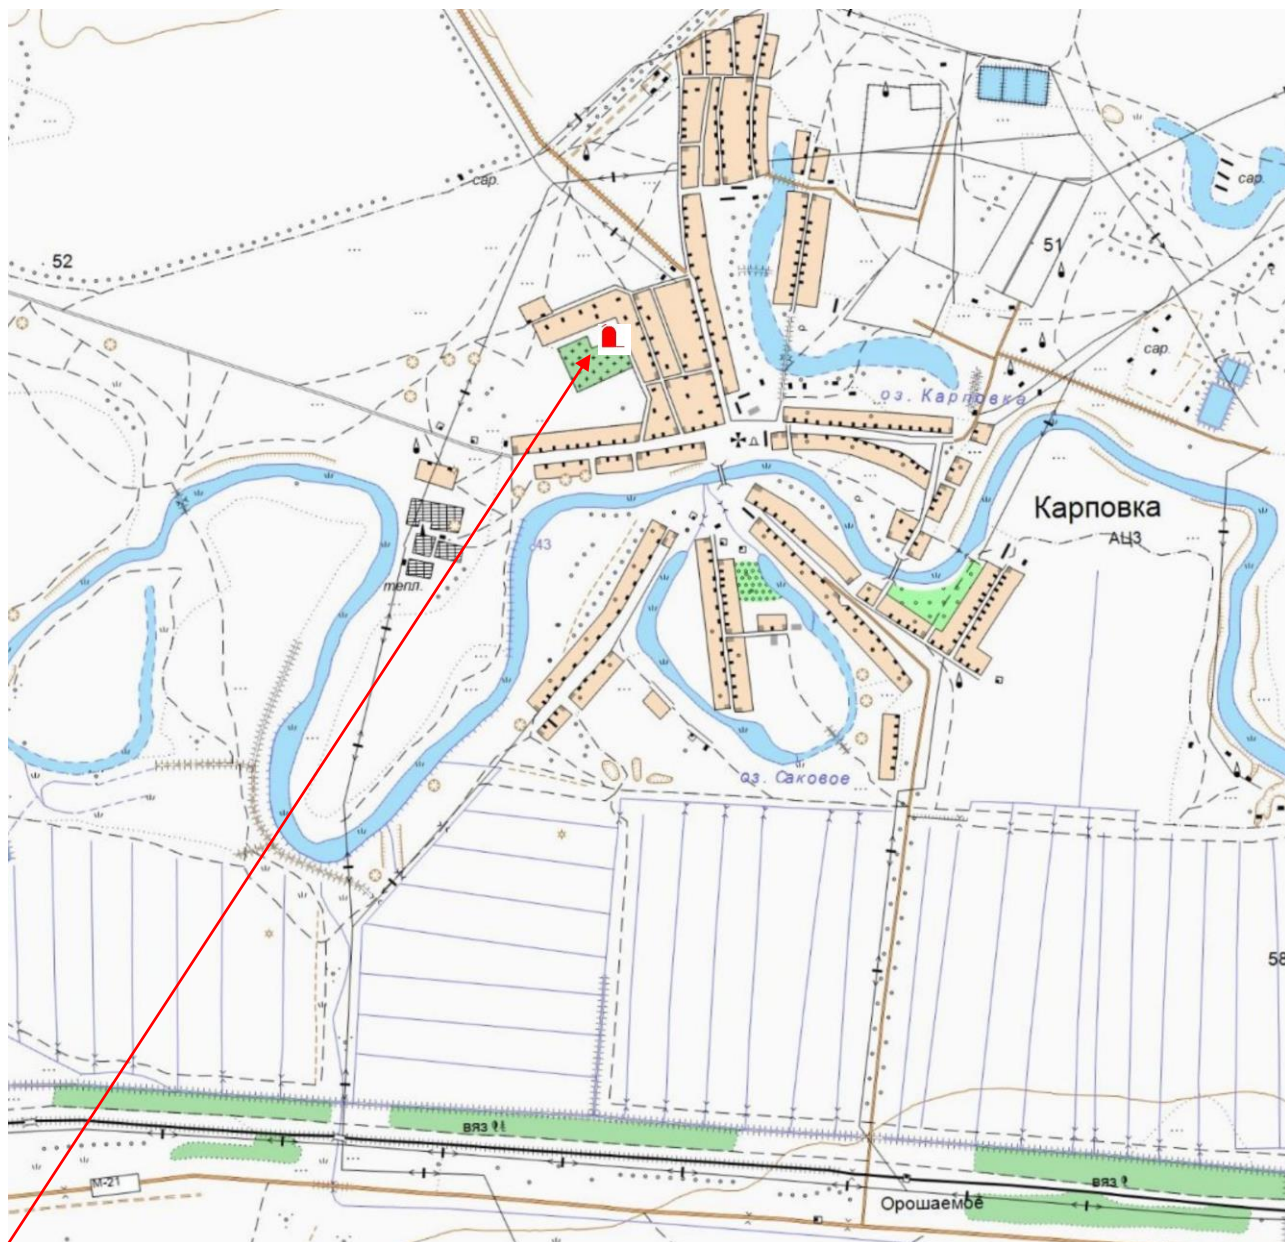 сар.
сар.
51
52
сар.
оз. Карповка
Карповка
АЦЗ
43
тепл.
оз. Саковое
58
вяз
М-21
вяз
Орошаемое